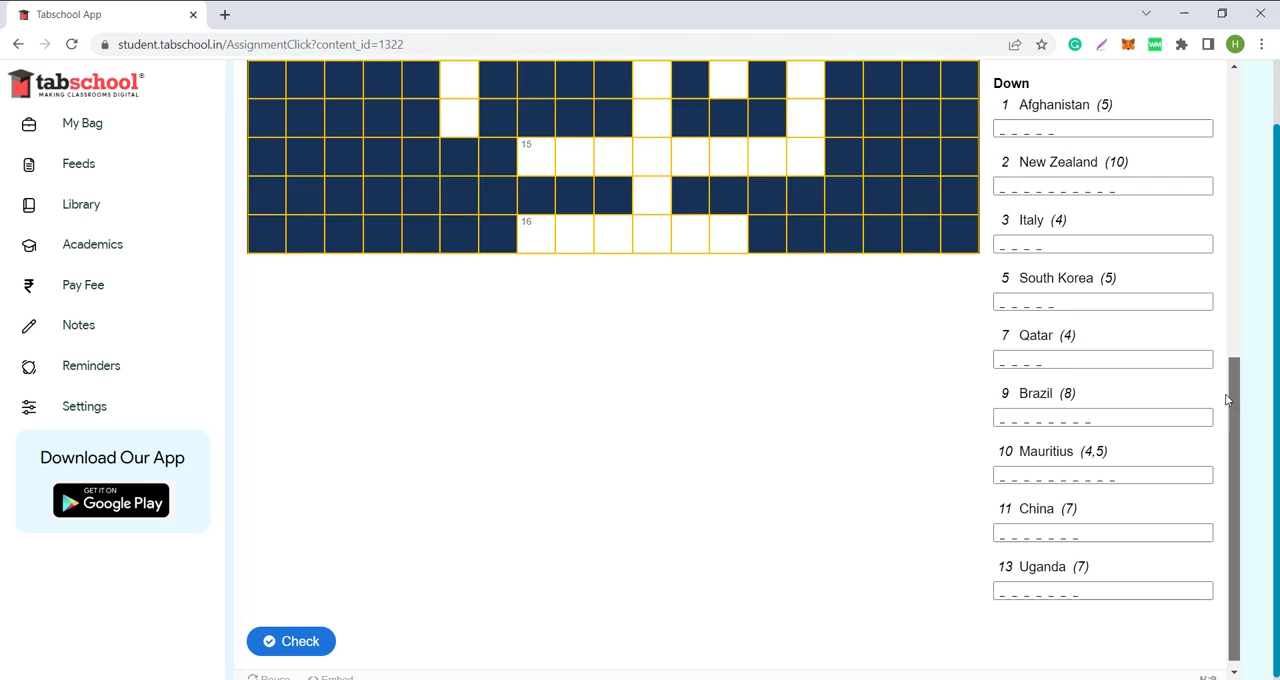 Tabschool App
student.tabschool.in/AssignmentClick?content_id=1322
H
tabschool
MAKING CLASSROOMS DIGITAL
My Bag
Feeds
Library
Academics
Pay Fee
Notes
Reminders
Settings
Download Our App
GET IT ON
Google Play
15
16
Down
1 Afghanistan (5)
_ _ _ _ _
2 New Zealand (10)
_ _ _ _ _ _ _ _ _ _
3 Italy (4)
_ _ _ _
5 South Korea (5)
_ _ _ _ _
7 Qatar (4)
_ _ _ _
9 Brazil (8)
_ _ _ _ _ _ _ _
10 Mauritius (4,5)
_ _ _ _ _ _ _ _ _ _
11 China (7)
_ _ _ _ _ _ _
13 Uganda (7)
_ _ _ _ _ _ _
Check
Reuse
Embed